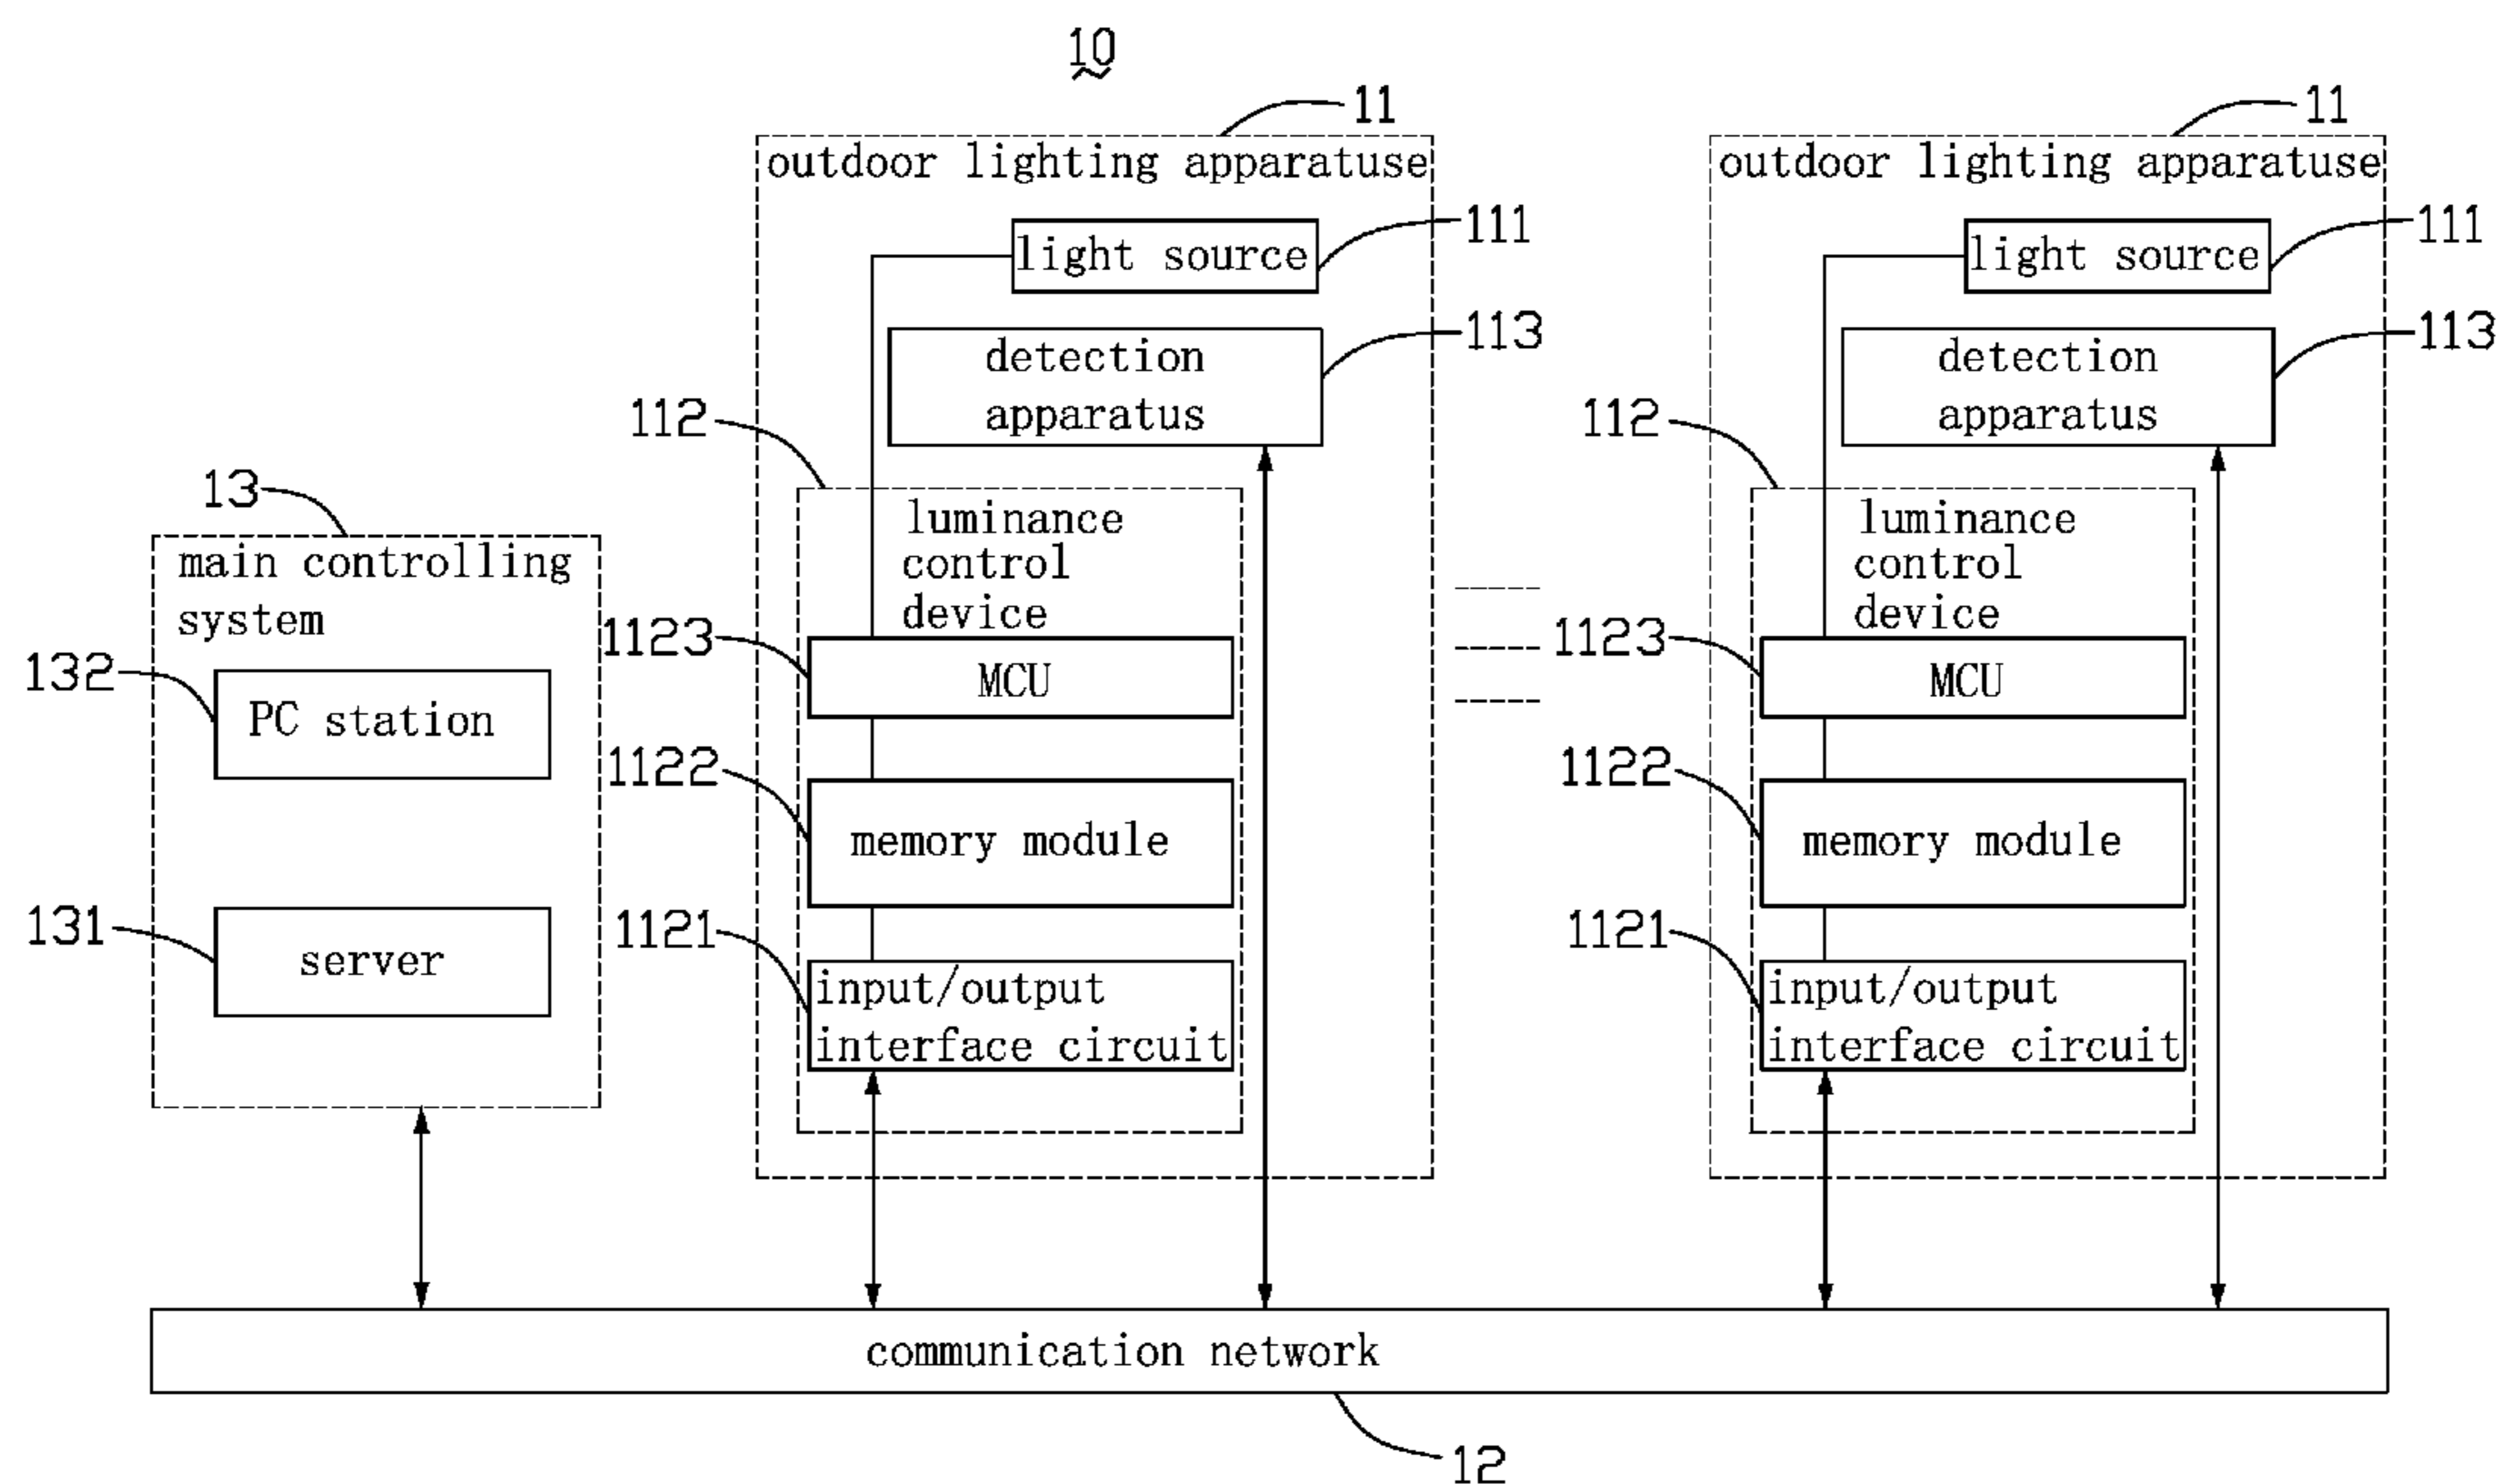 10
11
outdoor lighting apparatuse
light source
111
detection
apparatus
113
112
luminance
control
device
1123
MCU
1122
memory module
1121
input/output
interface circuit
13
main controlling
system
132
PC station
131
server
11
outdoor lighting apparatuse
light source
111
detection
apparatus
113
112
luminance
control
device
1123
MCU
1122
memory module
1121
input/output
interface circuit
communication network
12